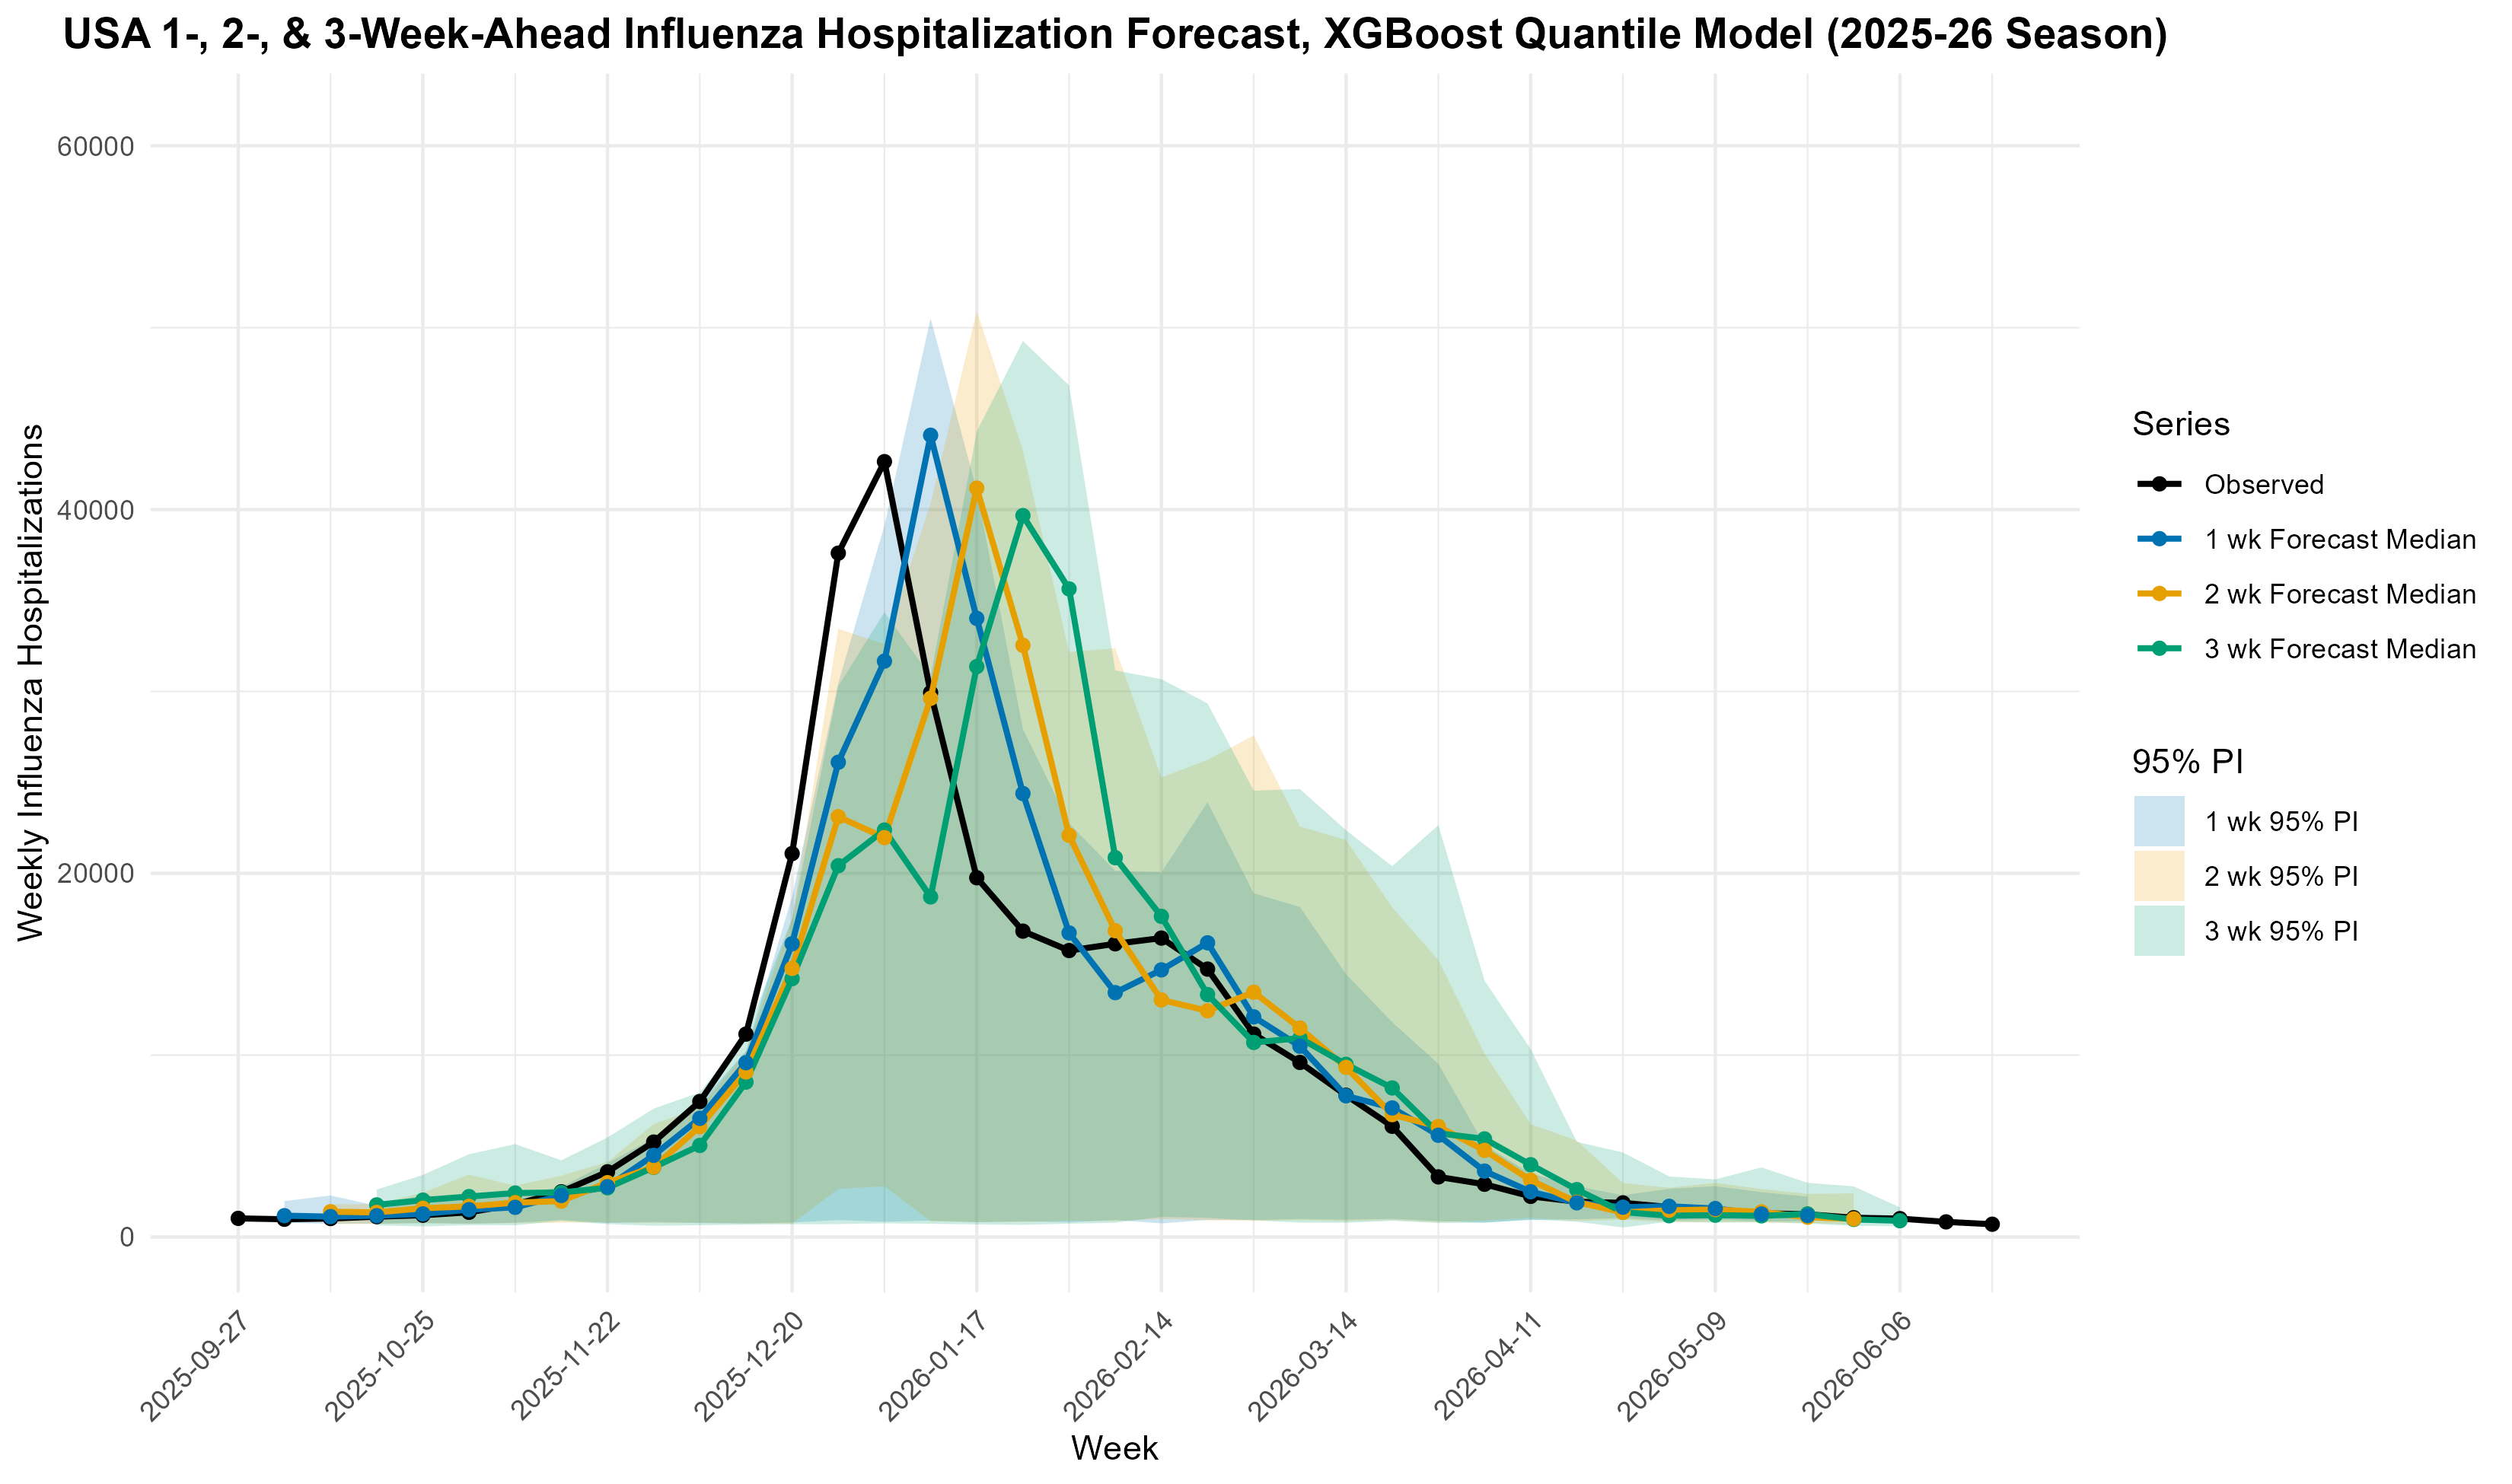 USA 1-, 2-, & 3-Week-Ahead Influenza Hospitalization Forecast, XGBoost Quantile Model (2025-26 Season)
Weekly Influenza Hospitalizations
60000
40000
20000
0
2025-09-27
2025-10-25
2025-11-22
2025-12-20
2026-01-17
2026-02-14
2026-03-14
2026-04-11
2026-05-09
2026-06-06
Week
Series
Observed
1 wk Forecast Median
2 wk Forecast Median
3 wk Forecast Median
95% PI
1 wk 95% PI
2 wk 95% PI
3 wk 95% PI